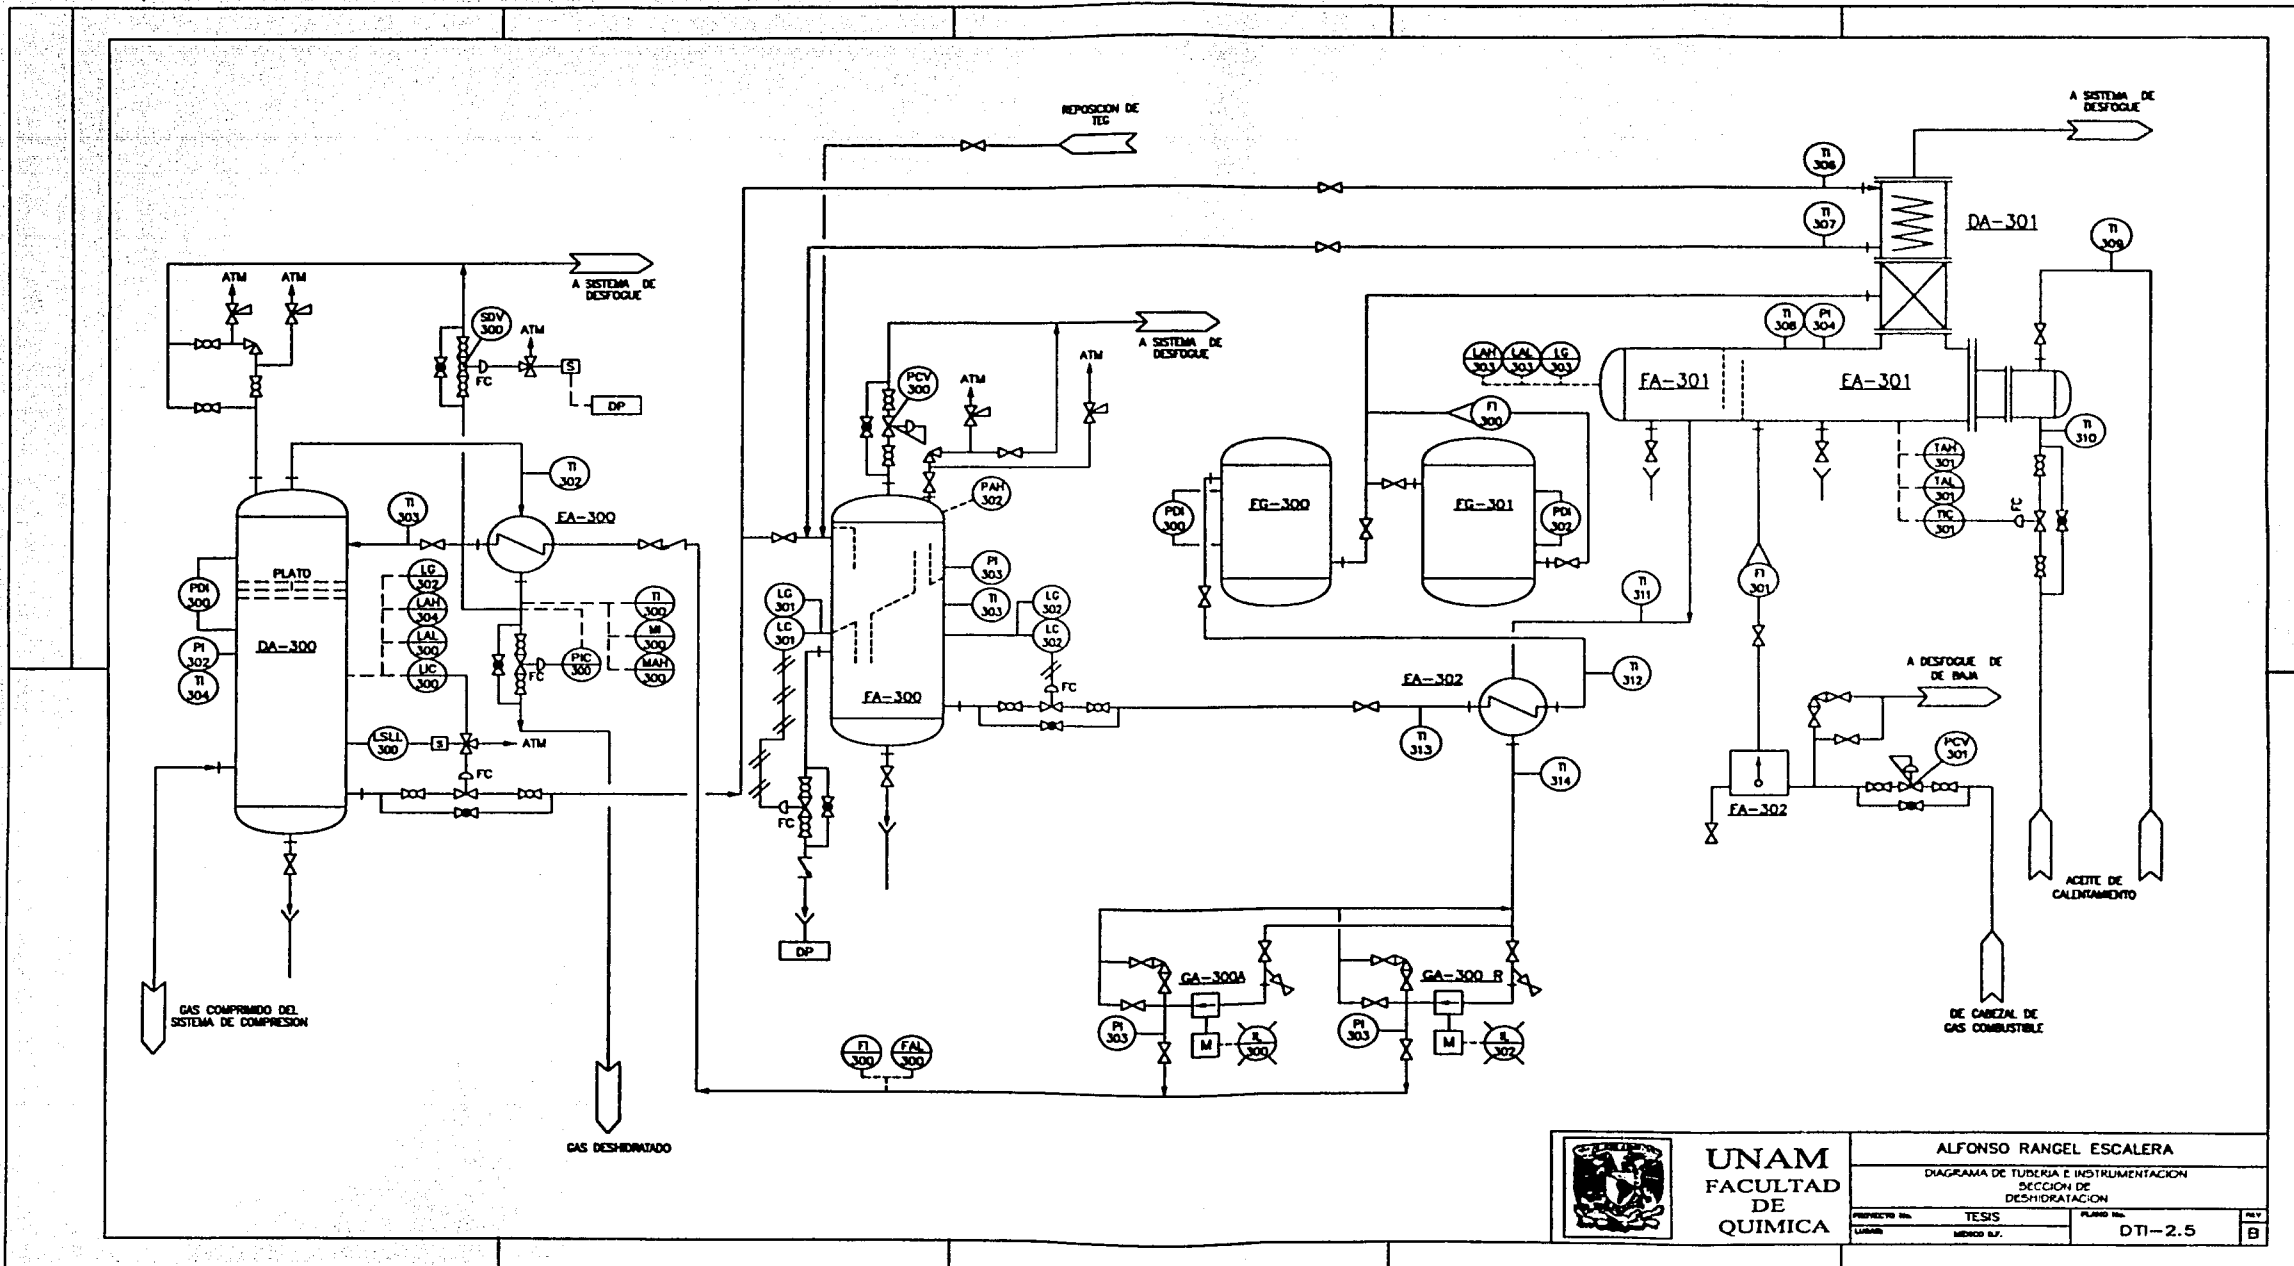 REPOSICION DE
TEG
A SISTEMA DE
DESFOGUE
TI
306
TI
307
DA-301
TI
309
ATM
ATM
A SISTEMA DE
DESFOGUE
SDV
300
ATM
FC
S
DP
A SISTEMA DE
DESFOGUE
ATM
ATM
PCV
300
TI
308
PI
304
LAH
303
LAL
303
LG
303
FA-301
EA-301
FI
300
TI
310
TI
302
EA-300
TI
303
PAH
302
FG-300
FG-301
PDI
300
PDI
302
TAH
301
TAL
301
TIC
301
FC
PLATO
PDI
300
LG
302
LAH
304
LAL
300
LIC
300
DA-300
PI
302
TI
304
TI
300
MI
300
MAH
300
PIC
300
FC
LG
301
LC
301
PI
303
TI
303
LG
302
LC
302
FC
FA-300
FI
301
TI
311
EA-302
TI
312
TI
313
TI
314
A DESFOGUE DE
DE BAJA
PCV
301
FA-302
LSLL
300
S
ATM
FC
FC
DP
ACEITE DE
CALENTAMIENTO
GA-300A
GA-300 R
PI
303
M
IL
300
PI
303
M
IL
302
GAS COMPRIMIDO DEL
SISTEMA DE COMPRESION
DE CABEZAL DE
GAS COMBUSTIBLE
FI
300
FAL
300
GAS DESHIDRATADO
UNAM
FACULTAD
DE
QUIMICA
ALFONSO RANGEL ESCALERA
DIAGRAMA DE TUBERIA E INSTRUMENTACION
SECCION DE
DESHIDRATACION
PROYECTO No.
TESIS
LUGAR:
MEXICO D.F.
PLANO No.
DTI-2.5
REV
B